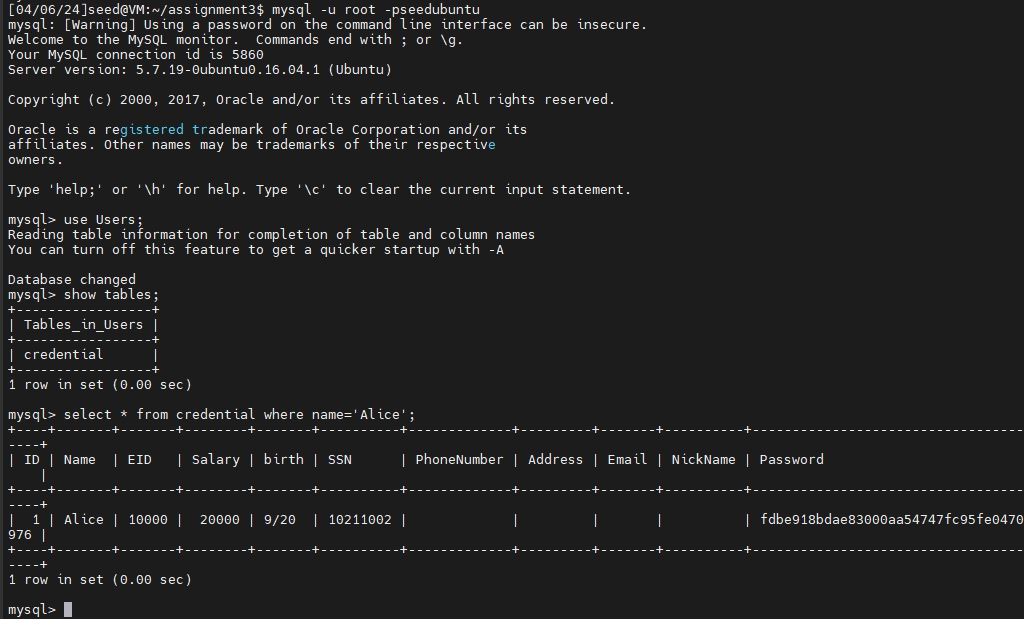 [04/06/24]seed@VM:~/assignment3$ mysql -u root -pseedubuntu
mysql: [Warning] Using a password on the command line interface can be insecure.
Welcome to the MySQL monitor.  Commands end with ; or \g.
Your MySQL connection id is 5860
Server version: 5.7.19-0ubuntu0.16.04.1 (Ubuntu)

Copyright (c) 2000, 2017, Oracle and/or its affiliates. All rights reserved.

Oracle is a registered trademark of Oracle Corporation and/or its
affiliates. Other names may be trademarks of their respective
owners.

Type 'help;' or '\h' for help. Type '\c' to clear the current input statement.

mysql> use Users;
Reading table information for completion of table and column names
You can turn off this feature to get a quicker startup with -A

Database changed
mysql> show tables;
+-----------------+
| Tables_in_Users |
+-----------------+
| credential      |
+-----------------+
1 row in set (0.00 sec)

mysql> select * from credential where name='Alice';
+----+-------+-------+--------+-------+----------+-------------+---------+-------+----------+----------------------------------
----+
| ID | Name  | EID   | Salary | birth | SSN      | PhoneNumber | Address | Email | NickName | Password
    |
+----+-------+-------+--------+-------+----------+-------------+---------+-------+----------+----------------------------------
----+
|  1 | Alice | 10000 |  20000 | 9/20  | 10211002 |             |         |       |          | fdbe918bdae83000aa54747fc95fe0470
976 |
+----+-------+-------+--------+-------+----------+-------------+---------+-------+----------+----------------------------------
----+
1 row in set (0.00 sec)

mysql>